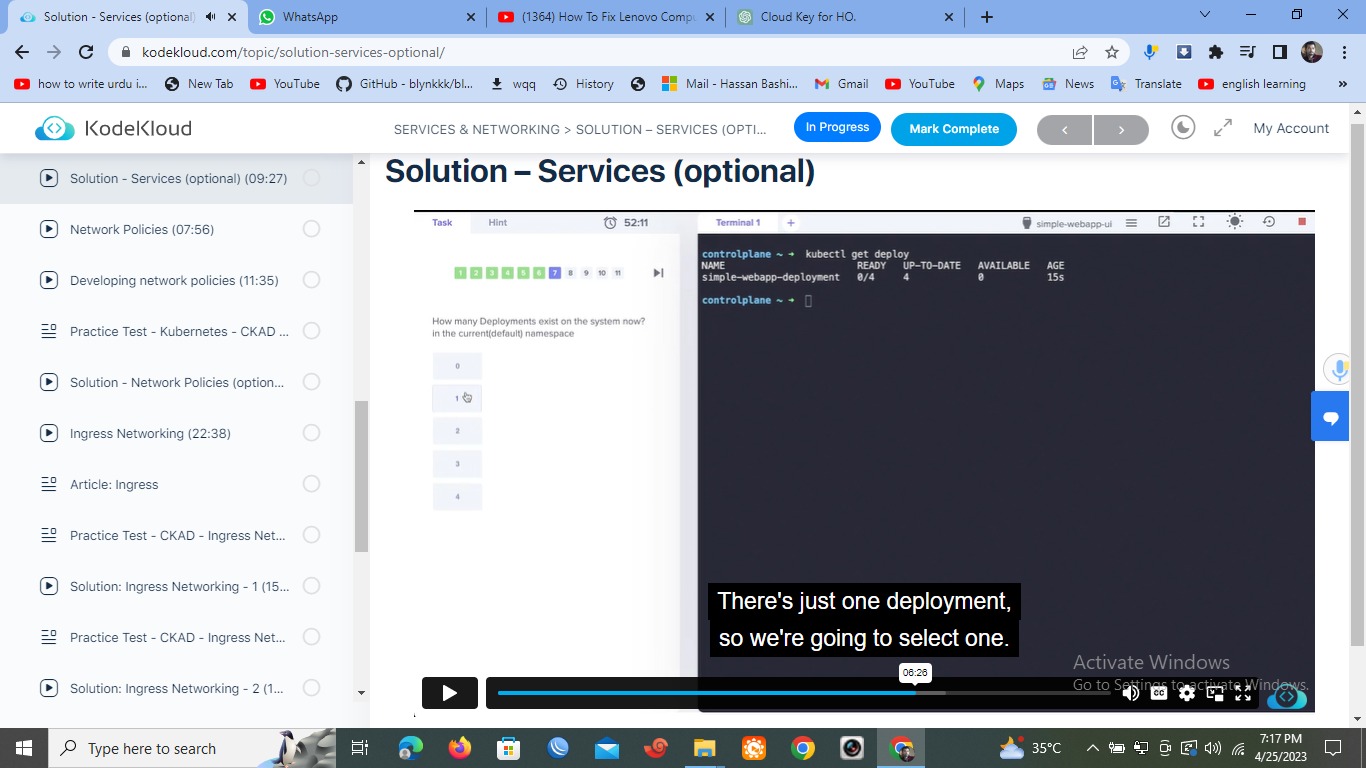 Solution - Services (optional)
WhatsApp
(1364) How To Fix Lenovo Compu
Cloud Key for HO.
kodekloud.com/topic/solution-services-optional/
how to write urdu i...
New Tab
YouTube
GitHub - blynkkk/bl...
wqq
History
Mail - Hassan Bashi...
Gmail
YouTube
Maps
News
Translate
english learning
»
KodeKloud
SERVICES & NETWORKING > SOLUTION – SERVICES (OPTI...
In Progress
Mark Complete
My Account
Solution - Services (optional) (09:27)
Network Policies (07:56)
Developing network policies (11:35)
Practice Test - Kubernetes - CKAD ...
Solution - Network Policies (option...
Ingress Networking (22:38)
Article: Ingress
Practice Test - CKAD - Ingress Net...
Solution: Ingress Networking - 1 (15...
Practice Test - CKAD - Ingress Net...
Solution: Ingress Networking - 2 (1...
Solution – Services (optional)
Task
Hint
52:11
1 2 3 4 5 6 7 8 9 10 11
How many Deployments exist on the system now?
in the current(default) namespace
0
1
2
3
4
Terminal 1
+
simple-webapp-ui
controlplane ~ ➜ kubectl get deploy
NAME READY UP-TO-DATE AVAILABLE AGE
simple-webapp-deployment 0/4 4 0 15s
controlplane ~ ➜
There's just one deployment,
so we're going to select one.
06:26
CC
Activate Windows
Go to Settings to activate Windows.
Type here to search
35°C
7:17 PM
4/25/2023